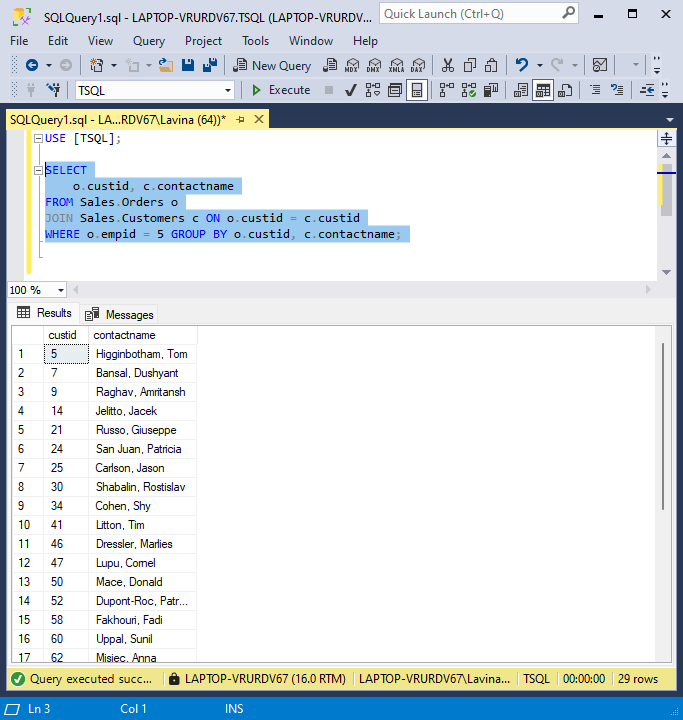 SQLQuery1.sql - LAPTOP-VRURDV67.TSQL (LAPTOP-VRURDV...
Quick Launch (Ctrl+Q)
File Edit View Query Project Tools Window Help
New Query MDX DMX XMLA DAX
TSQL Execute
SQLQuery1.sql - LA...RDV67\Lavina (64))*
USE [TSQL];
SELECT
o.custid, c.contactname
FROM Sales.Orders o
JOIN Sales.Customers c ON o.custid = c.custid
WHERE o.empid = 5 GROUP BY o.custid, c.contactname;
100 %
Results Messages
custid contactname
1 5 Higginbotham, Tom
2 7 Bansal, Dushyant
3 9 Raghav, Amritansh
4 14 Jelitto, Jacek
5 21 Russo, Giuseppe
6 24 San Juan, Patricia
7 25 Carlson, Jason
8 30 Shabalin, Rostislav
9 34 Cohen, Shy
10 41 Litton, Tim
11 46 Dressler, Marlies
12 47 Lupu, Cornel
13 50 Mace, Donald
14 52 Dupont-Roc, Patr...
15 58 Fakhouri, Fadi
16 60 Uppal, Sunil
17 62 Misiec, Anna
Query executed succ... LAPTOP-VRURDV67 (16.0 RTM) LAPTOP-VRURDV67\Lavina... TSQL 00:00:00 29 rows
Ln 3 Col 1 INS